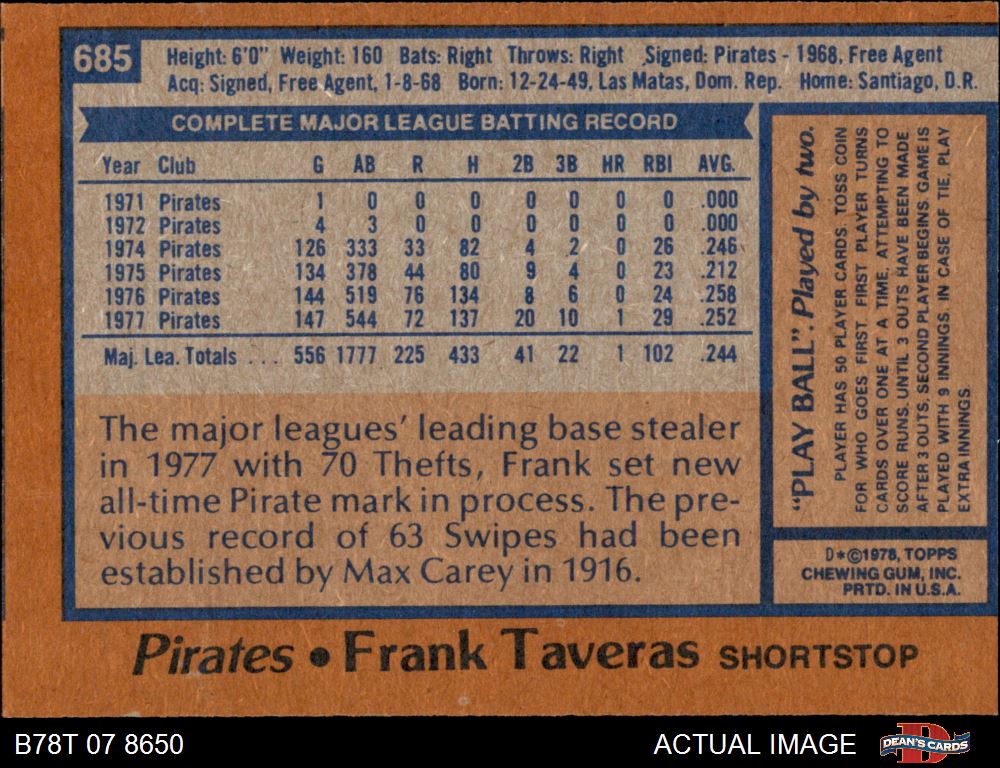 685
Height: 6'0" Weight: 160 Bats: Right Throws: Right Signed: Pirates - 1968, Free Agent
Acq: Signed, Free Agent, 1-8-68 Born: 12-24-49, Las Matas, Dom. Rep. Home: Santiago, D.R.
COMPLETE MAJOR LEAGUE BATTING RECORD
Year Club G AB R H 2B 3B HR RBI AVG.
1971 Pirates 1 0 0 0 0 0 0 0 .000
1972 Pirates 4 3 0 0 0 0 0 0 .000
1974 Pirates 126 333 33 82 4 2 0 26 .246
1975 Pirates 134 378 44 80 9 4 0 23 .212
1976 Pirates 144 519 76 134 8 6 0 24 .258
1977 Pirates 147 544 72 137 20 10 1 29 .252
Maj. Lea. Totals ... 556 1777 225 433 41 22 1 102 .244
The major leagues' leading base stealer
in 1977 with 70 Thefts, Frank set new
all-time Pirate mark in process. The pre-
vious record of 63 Swipes had been
established by Max Carey in 1916.
"PLAY BALL". Played by two.
PLAYER HAS 50 PLAYER CARDS. TOSS COIN
FOR WHO GOES FIRST. FIRST PLAYER TURNS
CARDS OVER ONE AT A TIME, ATTEMPTING TO
SCORE RUNS, UNTIL 3 OUTS HAVE BEEN MADE.
AFTER 3 OUTS, SECOND PLAYER BEGINS. GAME IS
PLAYED WITH 9 INNINGS. IN CASE OF TIE, PLAY
EXTRA INNINGS.
D*©1978, TOPPS
CHEWING GUM, INC.
PRTD. IN U.S.A.
Pirates • Frank Taveras SHORTSTOP
B78T 07 8650
ACTUAL IMAGE
DEAN'S CARDS